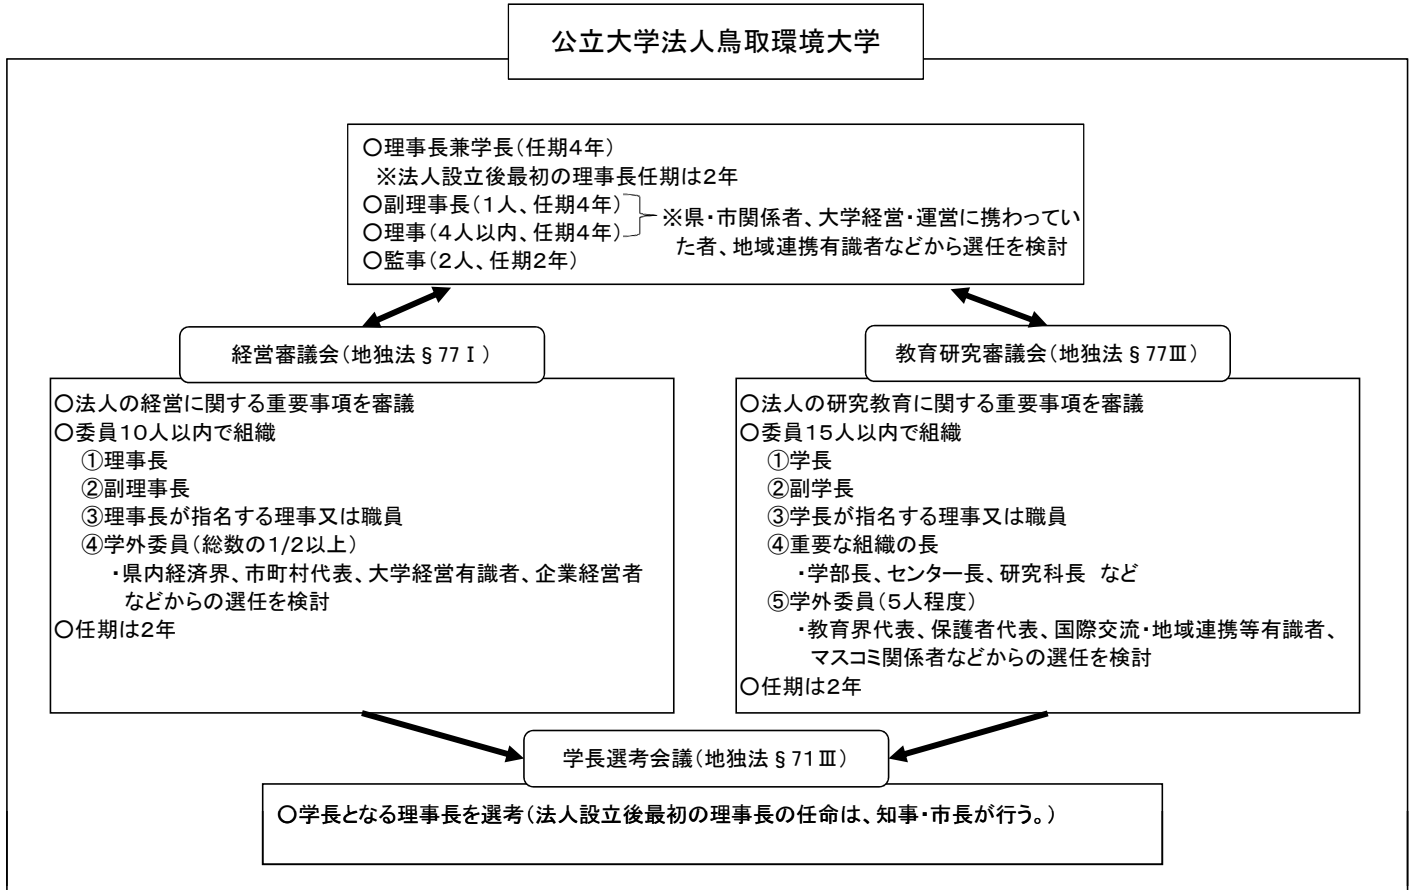 公立大学法人鳥取環境大学
○理事長兼学長(任期4年)
※法人設立後最初の理事長任期は2年
○副理事長(1人、任期4年)
○理事(4人以内、任期4年)
※県・市関係者、大学経営・運営に携わってい
た者、地域連携有識者などから選任を検討
○監事(2人、任期2年)
経営審議会(地独法§77Ⅰ)
○法人の経営に関する重要事項を審議
○委員10人以内で組織
①理事長
②副理事長
③理事長が指名する理事又は職員
④学外委員(総数の1/2以上)
・県内経済界、市町村代表、大学経営有識者、企業経営者
などからの選任を検討
○任期は2年
教育研究審議会(地独法§77Ⅲ)
○法人の研究教育に関する重要事項を審議
○委員15人以内で組織
①学長
②副学長
③学長が指名する理事又は職員
④重要な組織の長
・学部長、センター長、研究科長 など
⑤学外委員(5人程度)
・教育界代表、保護者代表、国際交流・地域連携等有識者、
マスコミ関係者などからの選任を検討
○任期は2年
学長選考会議(地独法§71Ⅲ)
○学長となる理事長を選考(法人設立後最初の理事長の任命は、知事・市長が行う。)